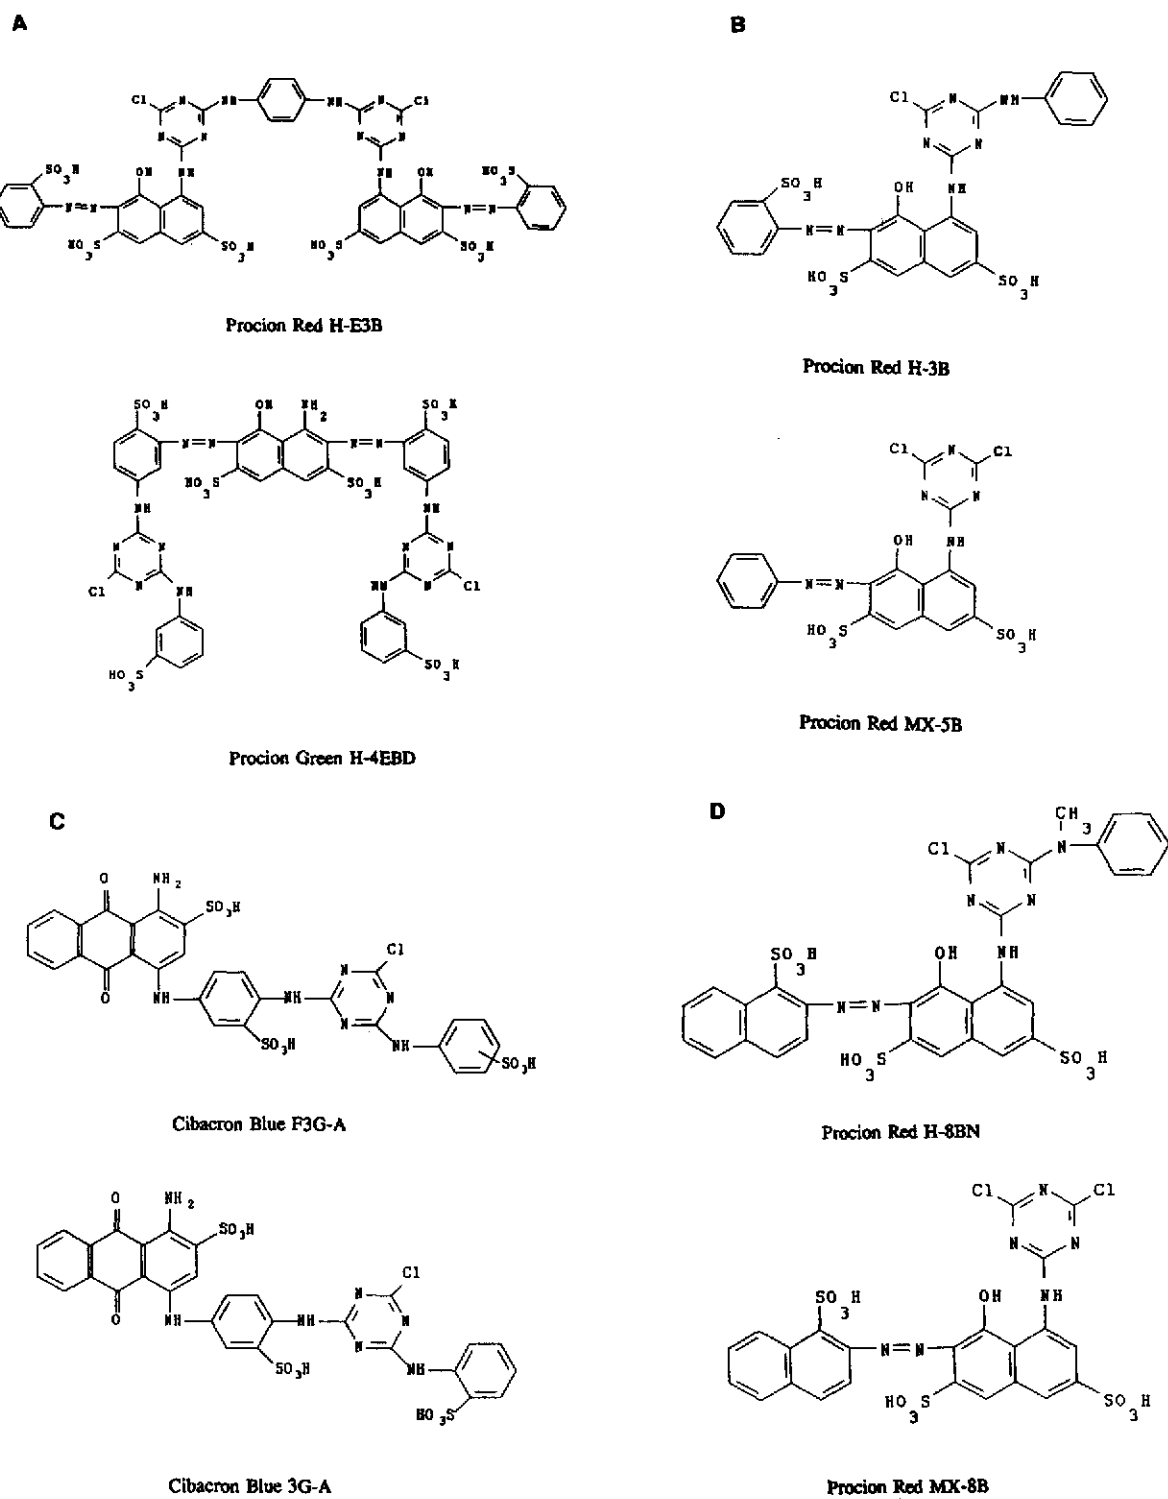 A
Cl N NH NH N Cl
N N N N
NH NH
SO3H OH OH HO3S
N=N N=N
HO3S SO3H HO3S SO3H
Procion Red H-E3B
SO3H OH NH2 SO3H
N=N N=N
HO3S SO3H
NH NH
N N N N
Cl N NH NH N Cl
HO3S SO3H
Procion Green H-4EBD
B
Cl N NH
N N
NH
SO3H OH
N=N
HO3S SO3H
Procion Red H-3B
Cl N Cl
N N
NH
OH
N=N
HO3S SO3H
Procion Red MX-5B
C
O NH2
SO3H
Cl
N
O NH NH N
N
SO3H NH
SO3H
Cibacron Blue F3G-A
O NH2
SO3H
Cl
N
O NH NH N
N
SO3H NH
HO3S
Cibacron Blue 3G-A
D
CH3
Cl N N
N N
SO3H OH NH
N=N
HO3S SO3H
Procion Red H-8BN
Cl N Cl
N N
SO3H OH NH
N=N
HO3S SO3H
Procion Red MX-8B